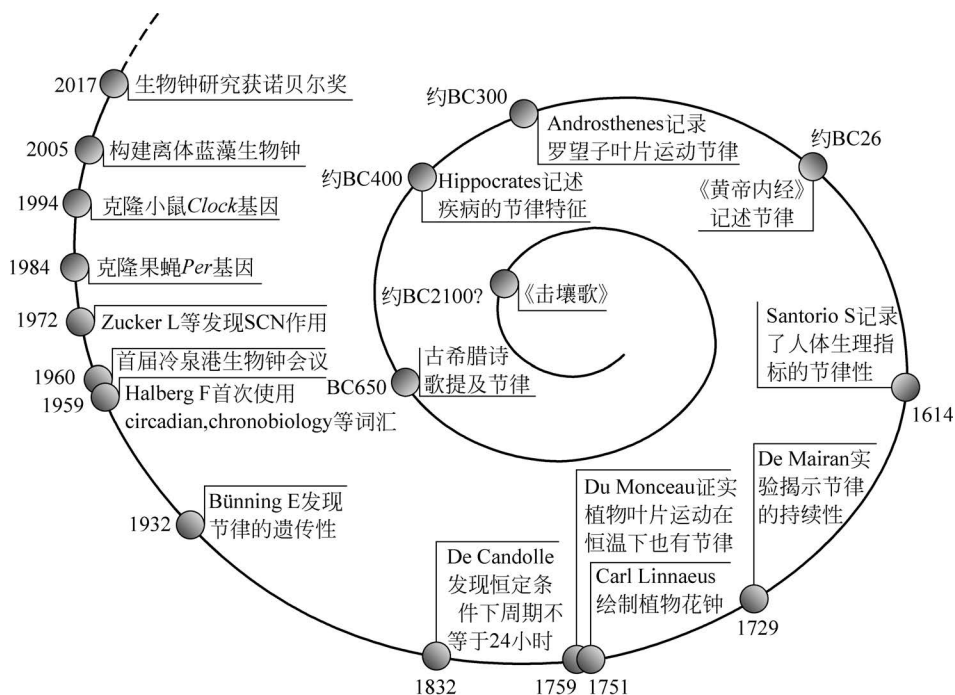 2017
生物钟研究获诺贝尔奖
2005
构建离体蓝藻生物钟
1994
克隆小鼠Clock基因
1984
克隆果蝇Per基因
1972
Zucker L等发现SCN作用
1960
首届冷泉港生物钟会议
1959
Halberg F首次使用
circadian,chronobiology等词汇
1932
Bünning E发现
节律的遗传性
1832
De Candolle
发现恒定条
件下周期不
等于24小时
1759
Du Monceau证实
植物叶片运动在
恒温下也有节律
1751
Carl Linnaeus
绘制植物花钟
1729
De Mairan实
验揭示节律
的持续性
1614
Santorio S记录
了人体生理指
标的节律性
约BC26
《黄帝内经》
记述节律
约BC300
Androsthenes记录
罗望子叶片运动节律
约BC400
Hippocrates记述
疾病的节律特征
BC650
古希腊诗
歌提及节律
约BC2100?
《击壤歌》